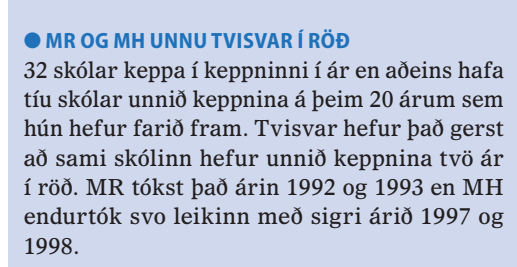 ● MR OG MH UNNU TVISVAR Í RÖÐ
32 skólar keppa í keppninni í ár en aðeins hafa
tíu skólar unnið keppnina á þeim 20 árum sem
hún hefur farið fram. Tvisvar hefur það gerst
að sami skólinn hefur unnið keppnina tvö ár
í röð. MR tókst það árin 1992 og 1993 en MH
endurtók svo leikinn með sigri árið 1997 og
1998.